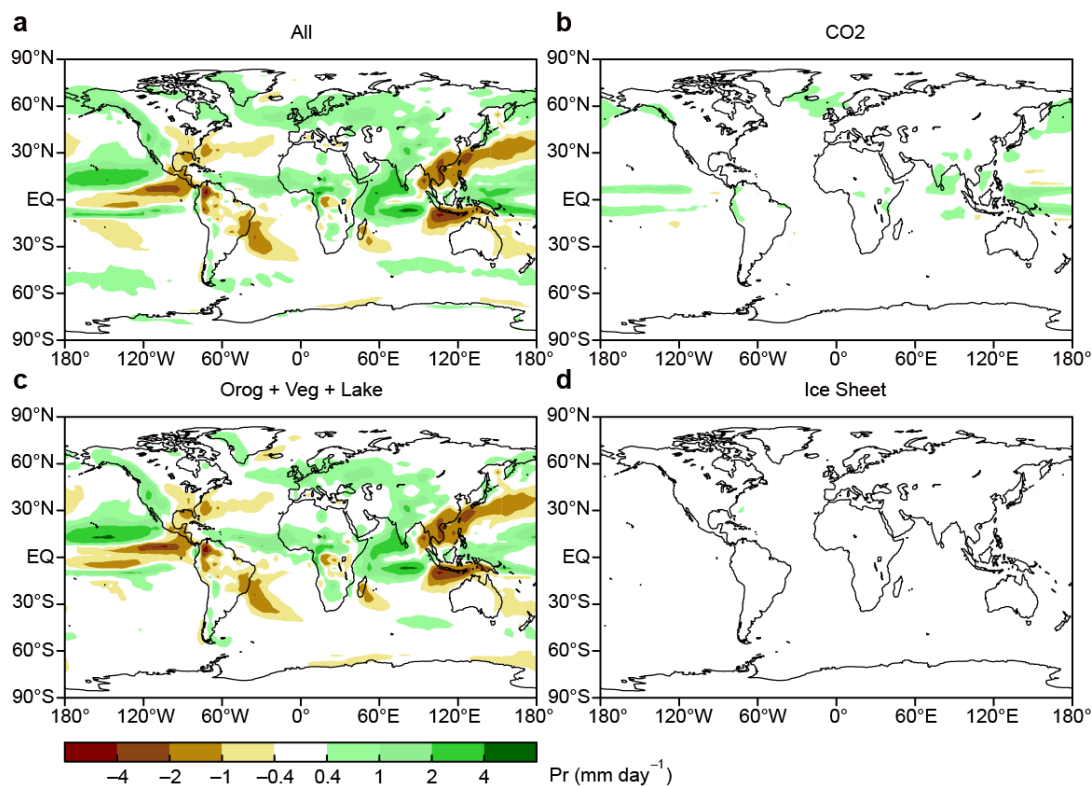 a
All
90°N
60°N
30°N
EQ
30°S
60°S
90°S
180° 120°W 60°W 0° 60°E 120°E 180°
b
CO2
90°N
60°N
30°N
EQ
30°S
60°S
90°S
180° 120°W 60°W 0° 60°E 120°E 180°
c
Orog + Veg + Lake
90°N
60°N
30°N
EQ
30°S
60°S
90°S
180° 120°W 60°W 0° 60°E 120°E 180°
d
Ice Sheet
90°N
60°N
30°N
EQ
30°S
60°S
90°S
180° 120°W 60°W 0° 60°E 120°E 180°
−4 −2 −1 −0.4 0.4 1 2 4 Pr (mm day⁻¹)